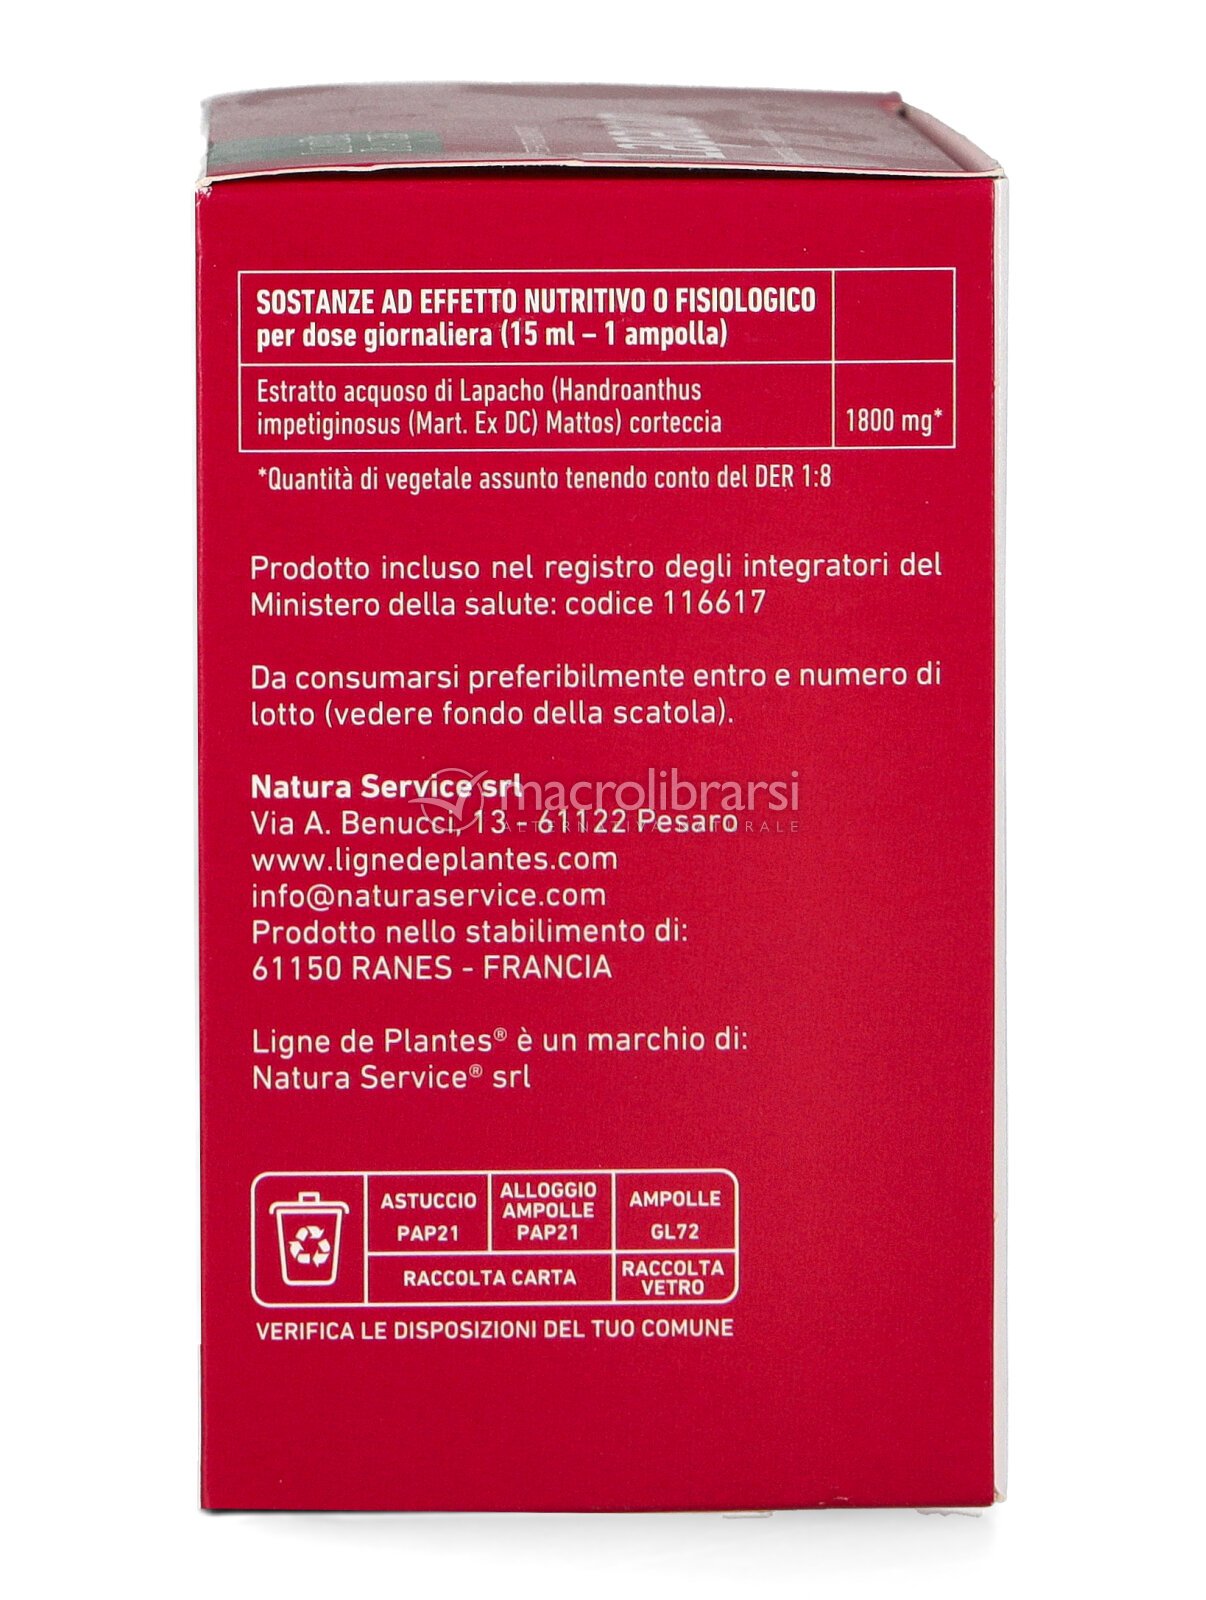 SOSTANZE AD EFFETTO NUTRITIVO O FISIOLOGICO
per dose giornaliera (15 ml – 1 ampolla)
Estratto acquoso di Lapacho (Handroanthus
impetiginosus (Mart. Ex DC) Mattos) corteccia
1800 mg*
*Quantità di vegetale assunto tenendo conto del DER 1:8
Prodotto incluso nel registro degli integratori del
Ministero della salute: codice 116617
Da consumarsi preferibilmente entro e numero di
lotto (vedere fondo della scatola).
Natura Service srl
macrolibrarsi
Via A. Benucci, 13 - 61122 Pesaro
ALTERNATIVA NATURALE
www.lignedeplantes.com
info@naturaservice.com
Prodotto nello stabilimento di:
61150 RANES - FRANCIA
Ligne de Plantes® è un marchio di:
Natura Service® srl
ASTUCCIO
PAP21
ALLOGGIO
AMPOLLE
PAP21
AMPOLLE
GL72
RACCOLTA CARTA
RACCOLTA
VETRO
VERIFICA LE DISPOSIZIONI DEL TUO COMUNE